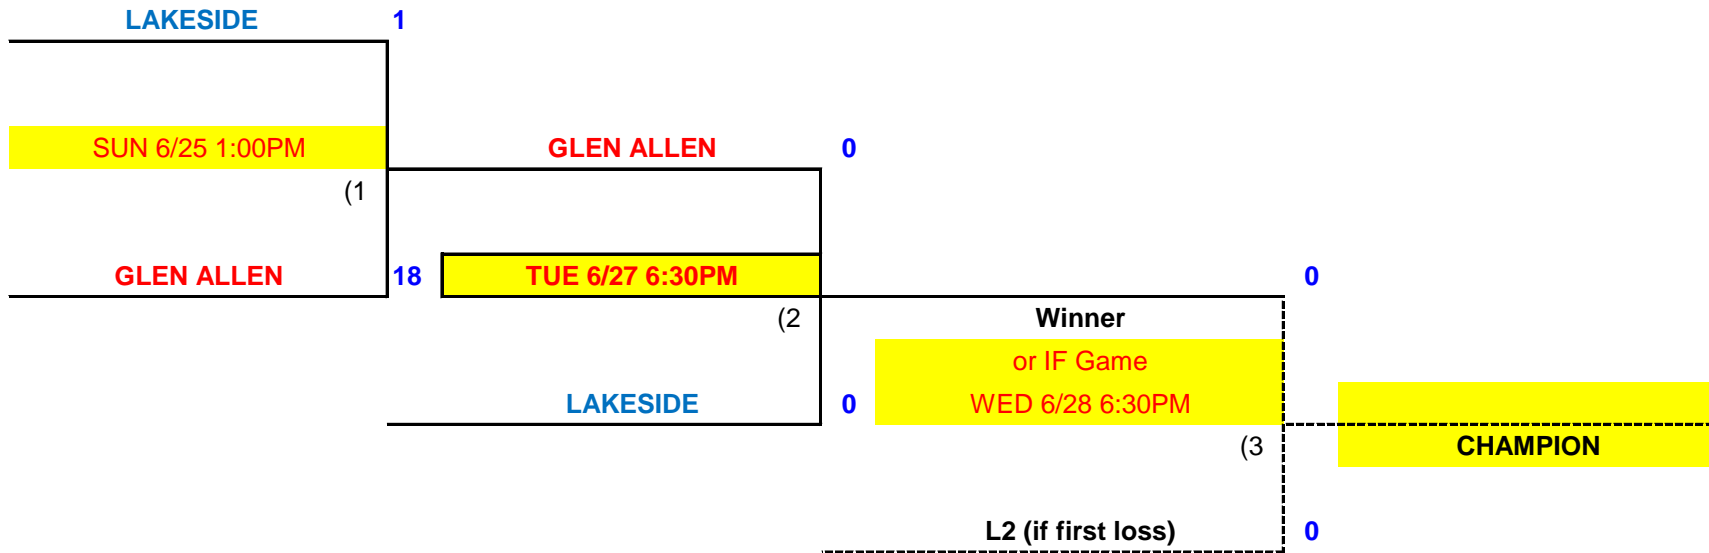 LAKESIDE 1
SUN 6/25 1:00PM GLEN ALLEN 0
(1
GLEN ALLEN 18 TUE 6/27 6:30PM 0
(2 Winner
or IF Game
LAKESIDE 0 WED 6/28 6:30PM
(3 CHAMPION
L2 (if first loss) 0